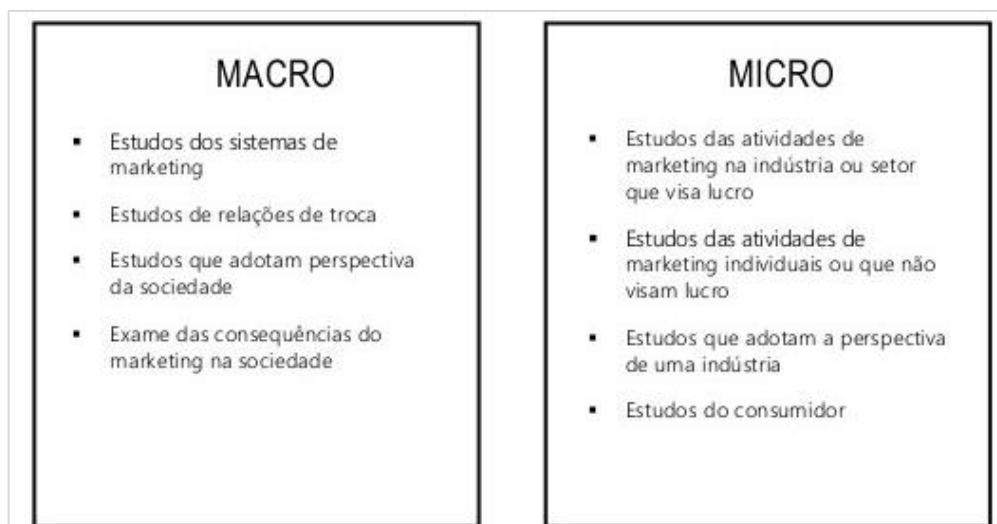 MACRO
▪ Estudos dos sistemas de
marketing
▪ Estudos de relações de troca
▪ Estudos que adotam perspectiva
da sociedade
▪ Exame das consequências do
marketing na sociedade
MICRO
▪ Estudos das atividades de
marketing na indústria ou setor
que visa lucro
▪ Estudos das atividades de
marketing individuais ou que não
visam lucro
▪ Estudos que adotam a perspectiva
de uma indústria
▪ Estudos do consumidor